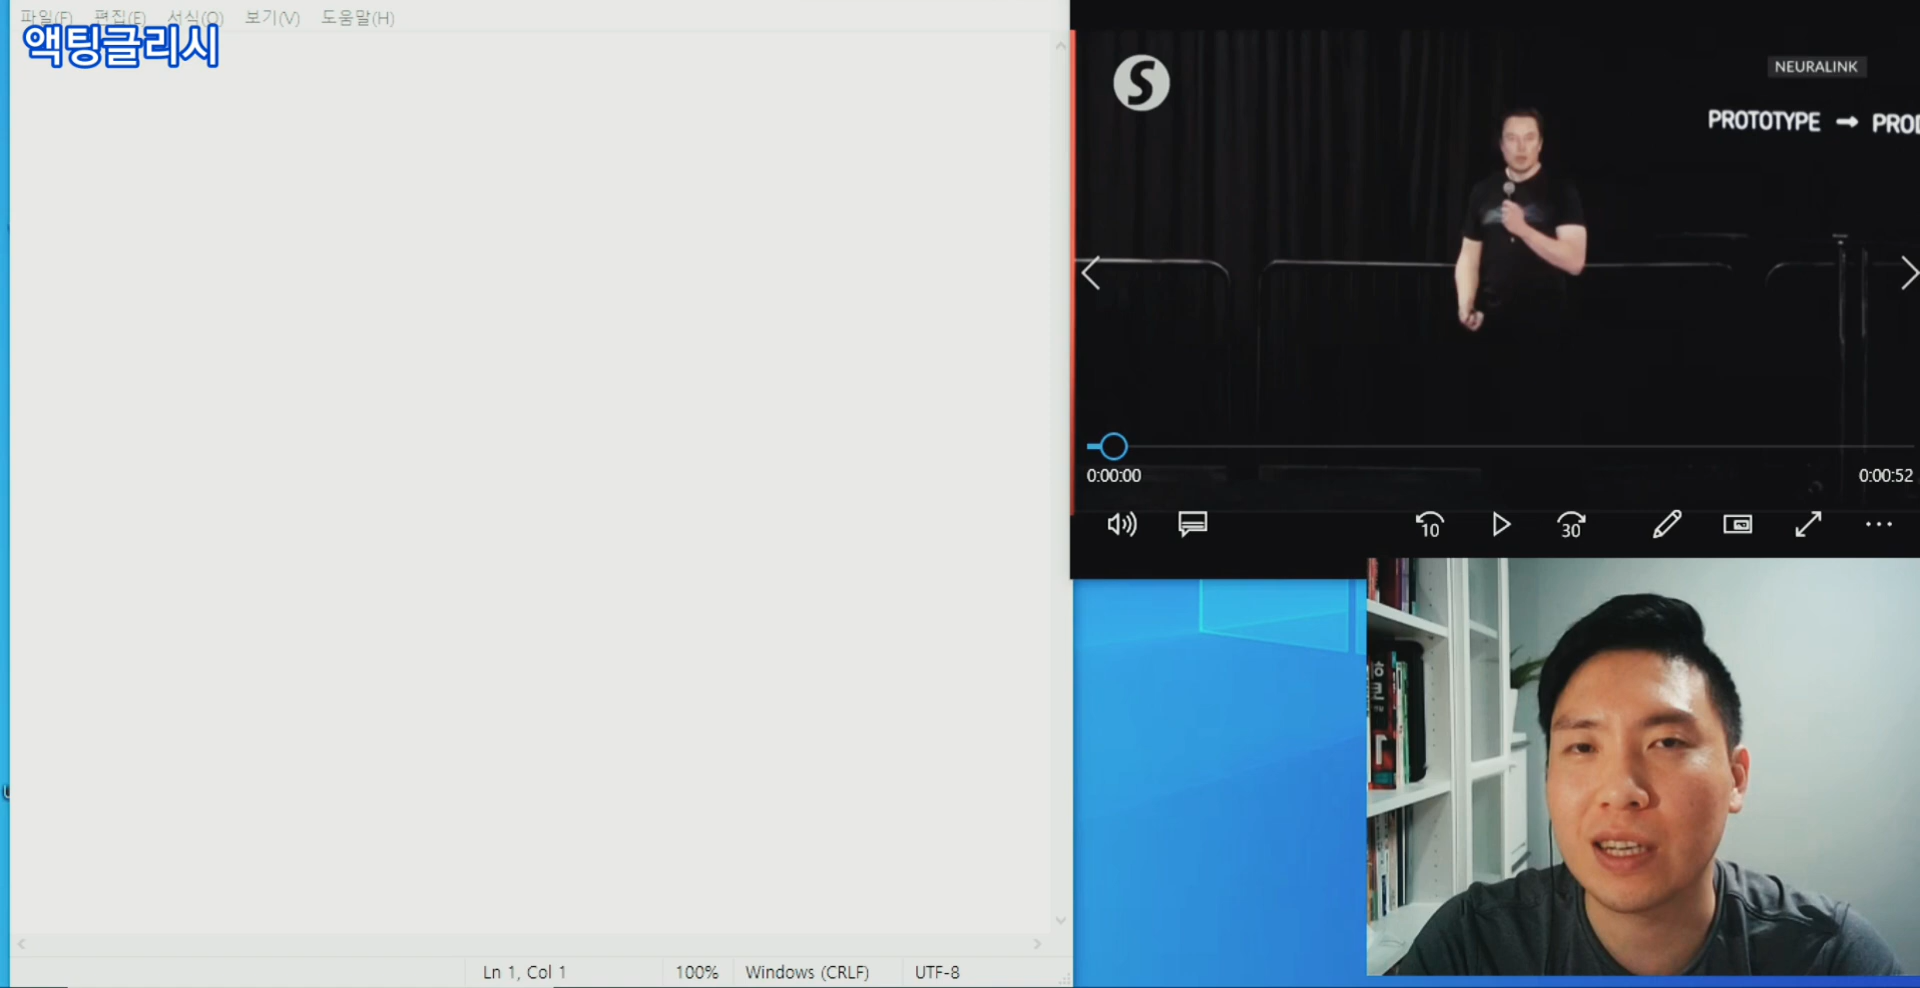 파일(F) 편집(E) 서식(O) 보기(V) 도움말(H)
액팅글리시
S
NEURALINK
PROTOTYPE → PROD
0:00:00
0:00:52
10
30
Ln 1, Col 1
100%
Windows (CRLF)
UTF-8